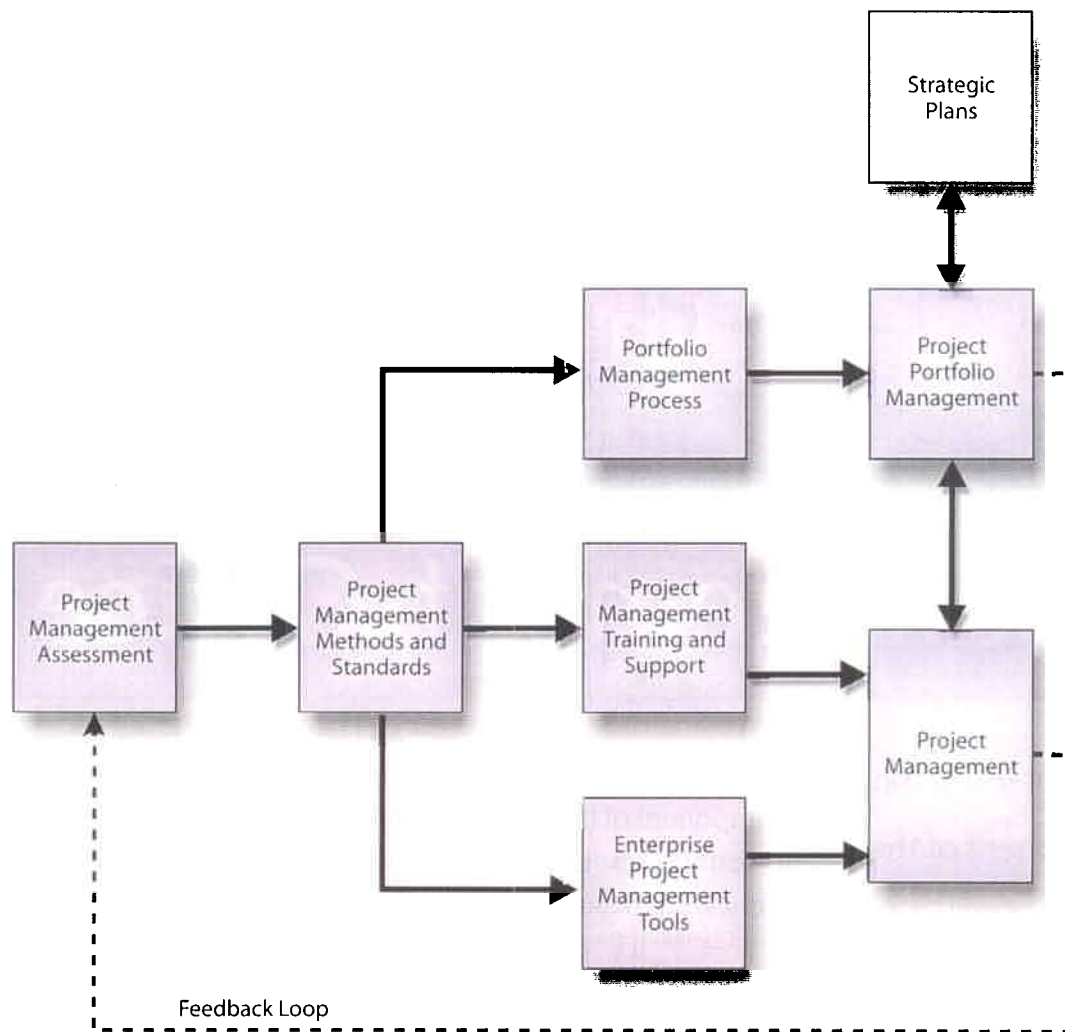 Strategic
Plans
Portfolio
Management
Process
Project
Portfolio
Management
Project
Management
Assessment
Project
Management
Methods and
Standards
Project
Management
Training and
Support
Project
Management
Enterprise
Project
Management
Tools
Feedback Loop